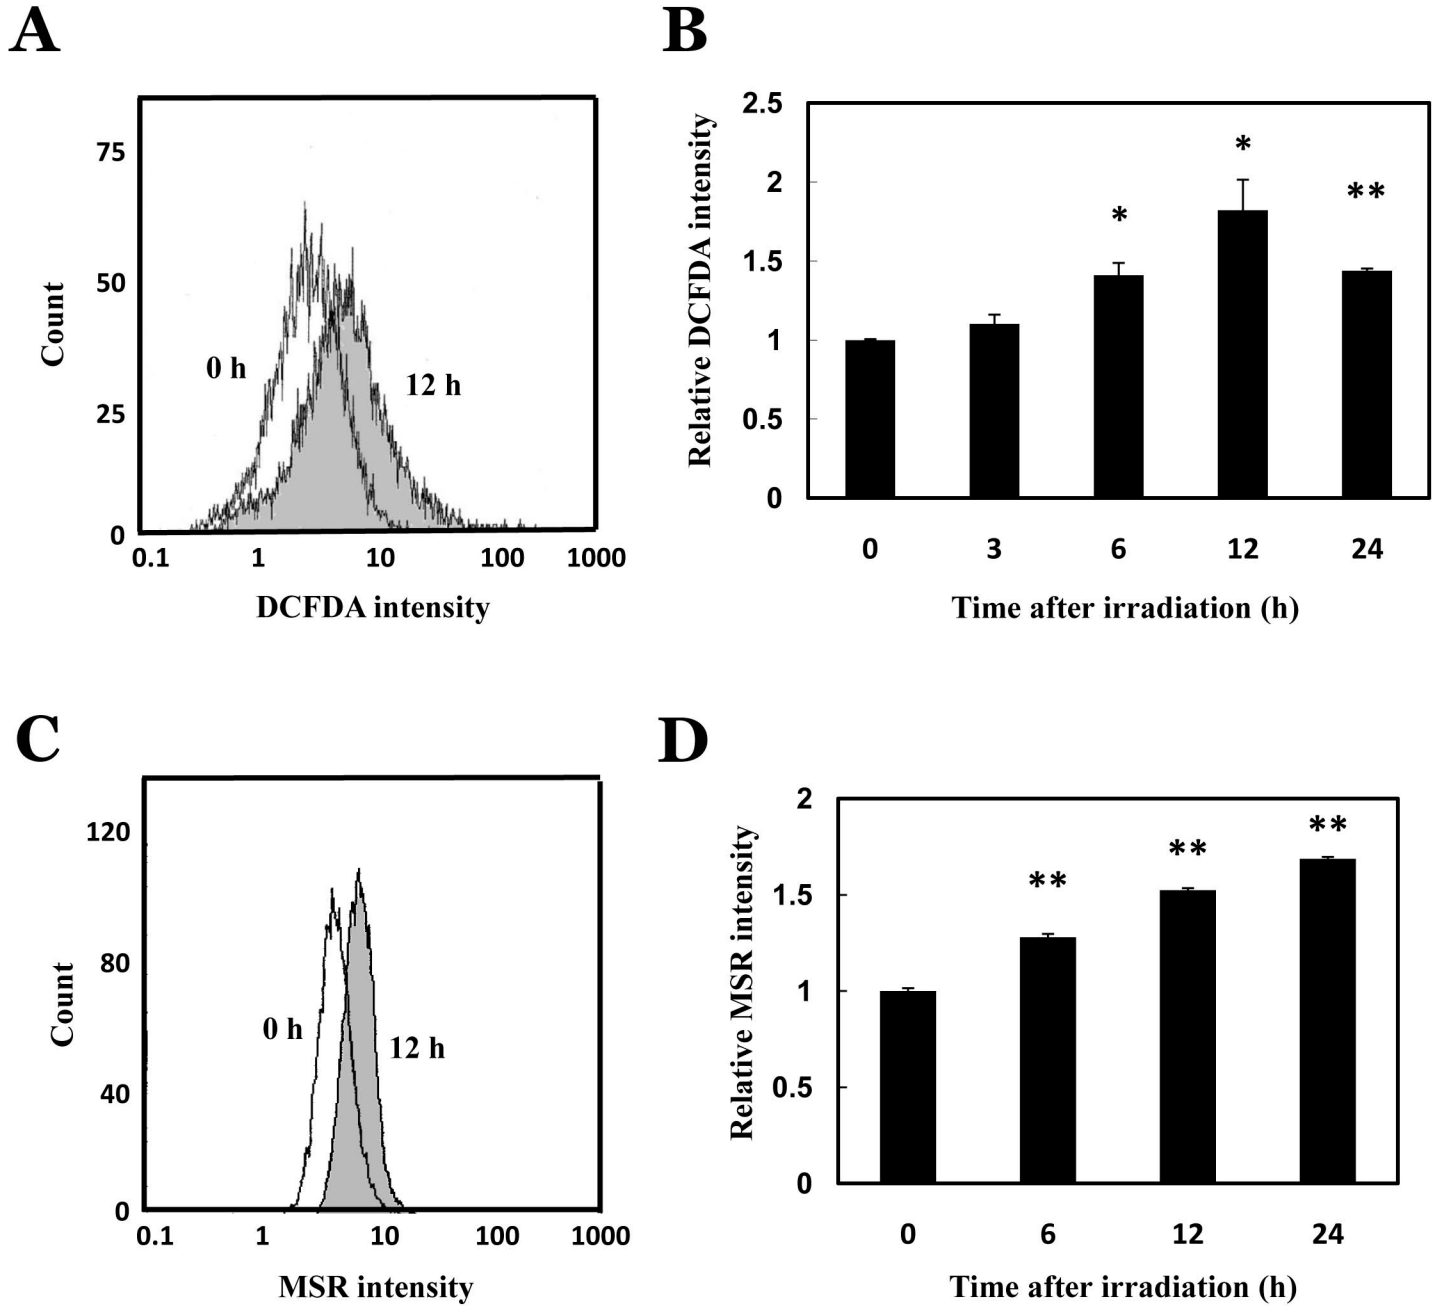 A
75
50
25
0
Count
0 h
12 h
0.1 1 10 100 1000
DCFDA intensity
B
2.5
2
1.5
1
0.5
0
Relative DCFDA intensity
* * **
0 3 6 12 24
Time after irradiation (h)
C
120
80
40
0
Count
0 h
12 h
0.1 1 10 100 1000
MSR intensity
D
2
1.5
1
0.5
0
Relative MSR intensity
** ** **
0 6 12 24
Time after irradiation (h)